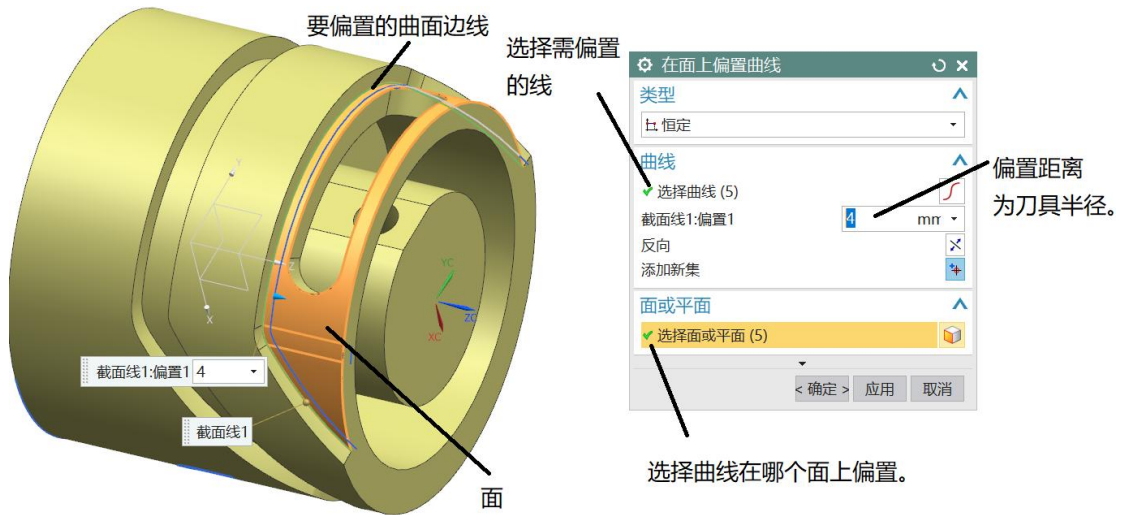 要偏置的曲面边线
选择需偏置
的线
在面上偏置曲线
类型
恒定
曲线
选择曲线 (5)
截面线1:偏置1
4
mm
反向
添加新集
面或平面
选择面或平面 (5)
< 确定 >
应用
取消
偏置距离
为刀具半径。
选择曲线在哪个面上偏置。
Y
Z
X
YC
ZC
XC
截面线1:偏置1 4
截面线1
面